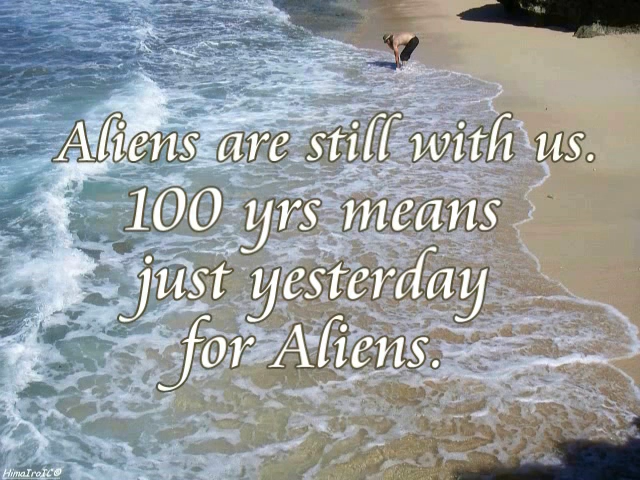 Aliens are still with us.
100 yrs means
just yesterday
for Aliens.
HimaIroIC©